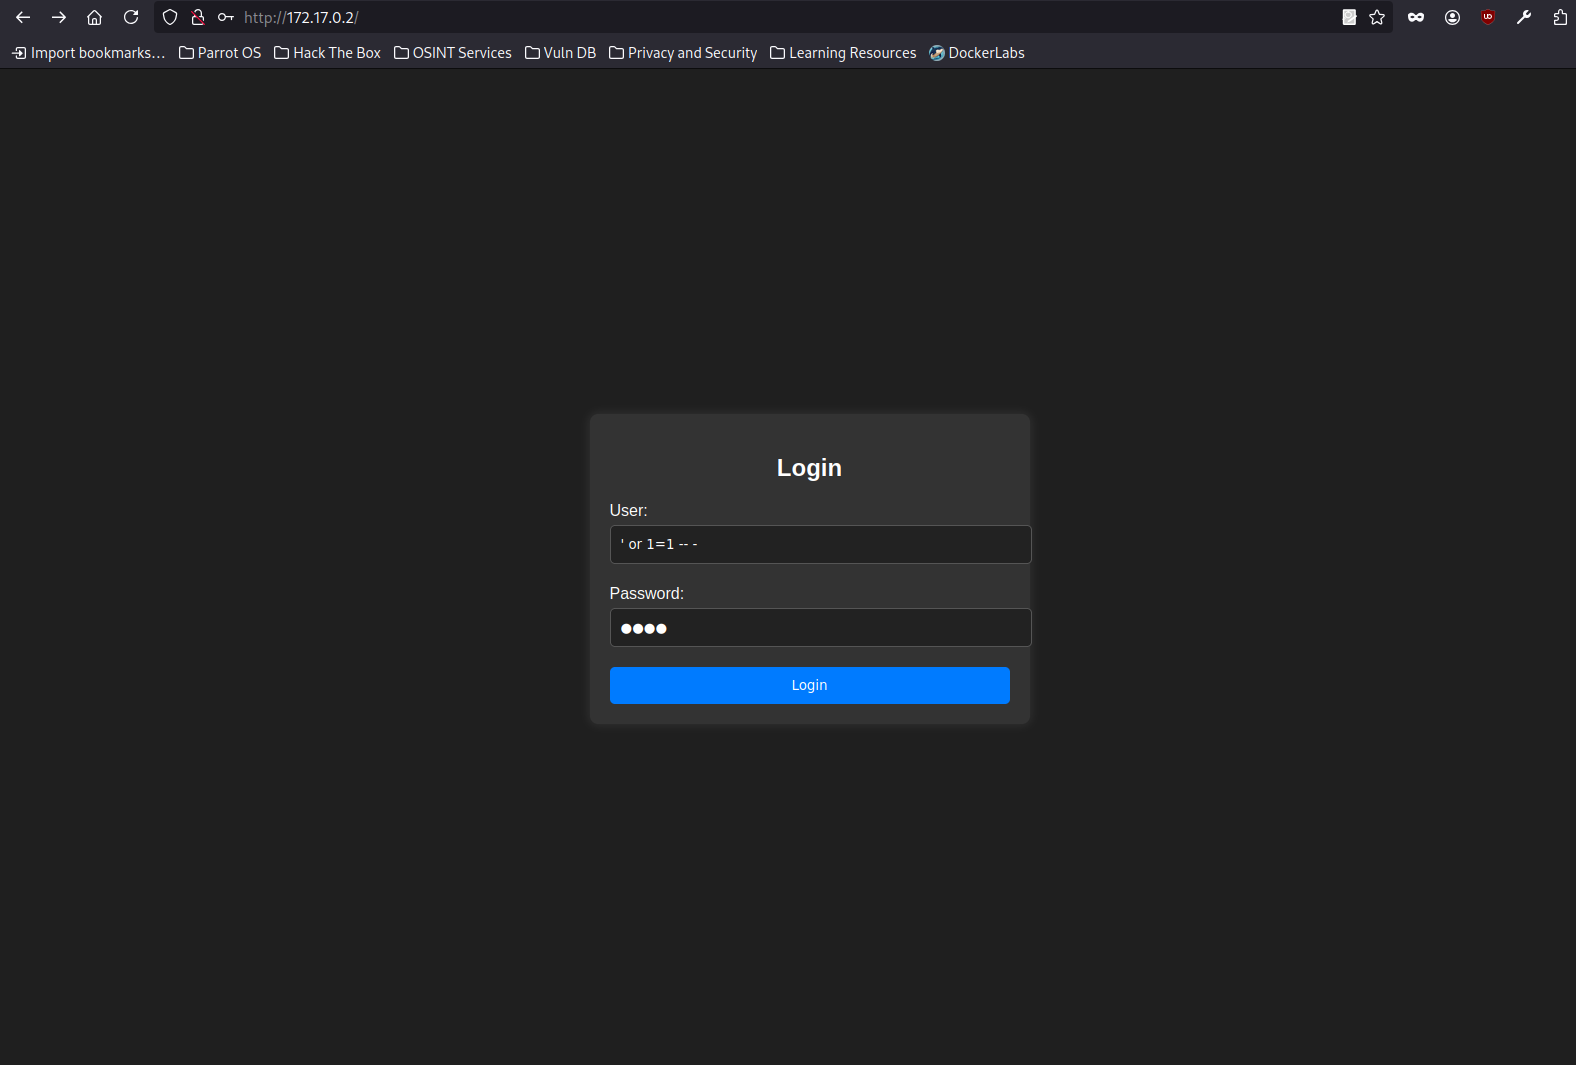 http://172.17.0.2/
Import bookmarks... Parrot OS Hack The Box OSINT Services Vuln DB Privacy and Security Learning Resources DockerLabs
Login
User:
' or 1=1 -- -
Password:
●●●●
Login